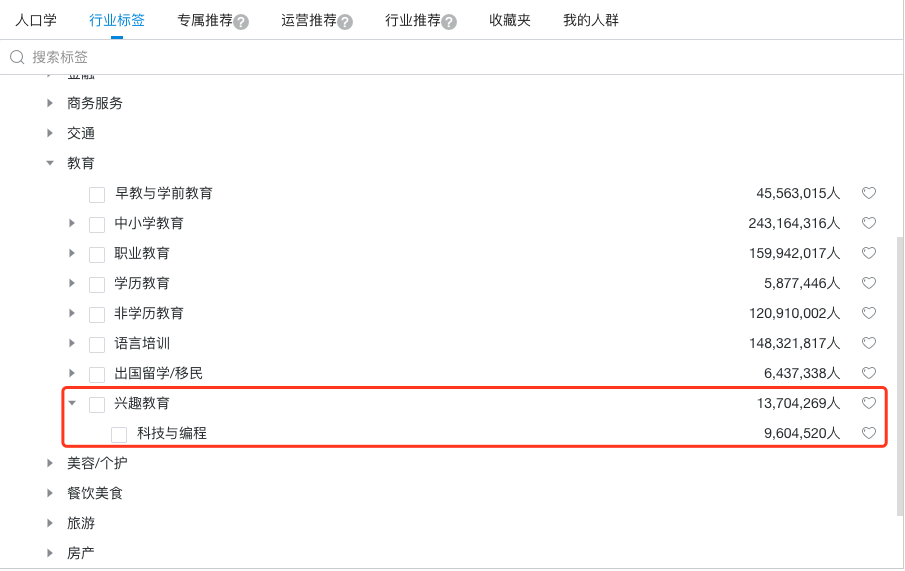 人口学 行业标签 专属推荐? 运营推荐? 行业推荐? 收藏夹 我的人群
搜索标签
金融
商务服务
交通
教育
早教与学前教育 45,563,015人
中小学教育 243,164,316人
职业教育 159,942,017人
学历教育 5,877,446人
非学历教育 120,910,002人
语言培训 148,321,817人
出国留学/移民 6,437,338人
兴趣教育 13,704,269人
科技与编程 9,604,520人
美容/个护
餐饮美食
旅游
房产